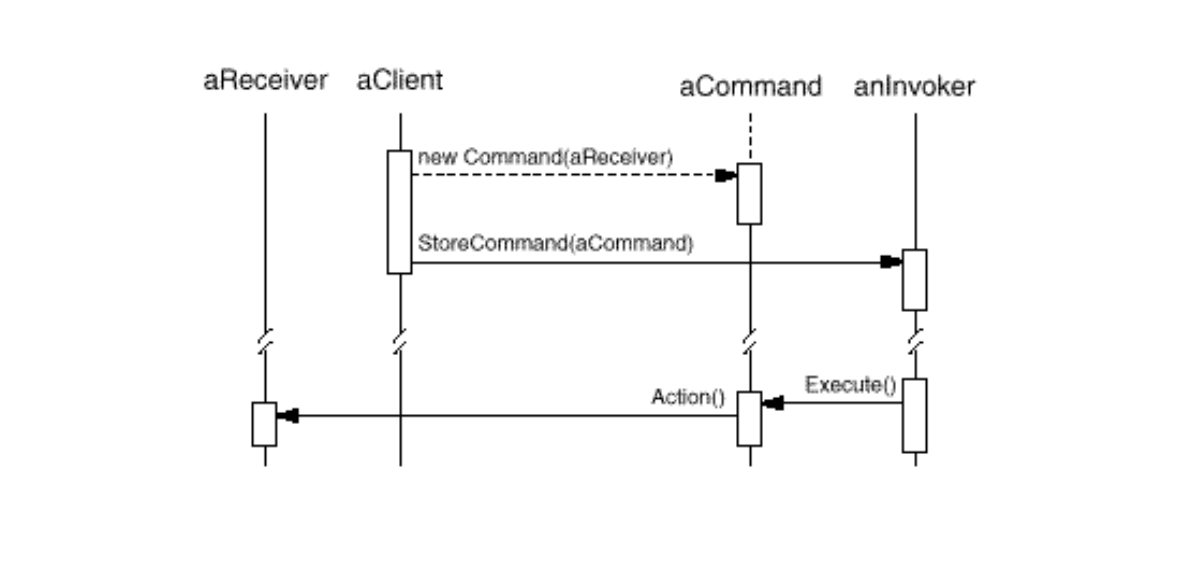 aReceiver
aClient
aCommand
anInvoker
new Command(aReceiver)
StoreCommand(aCommand)
Execute()
Action()